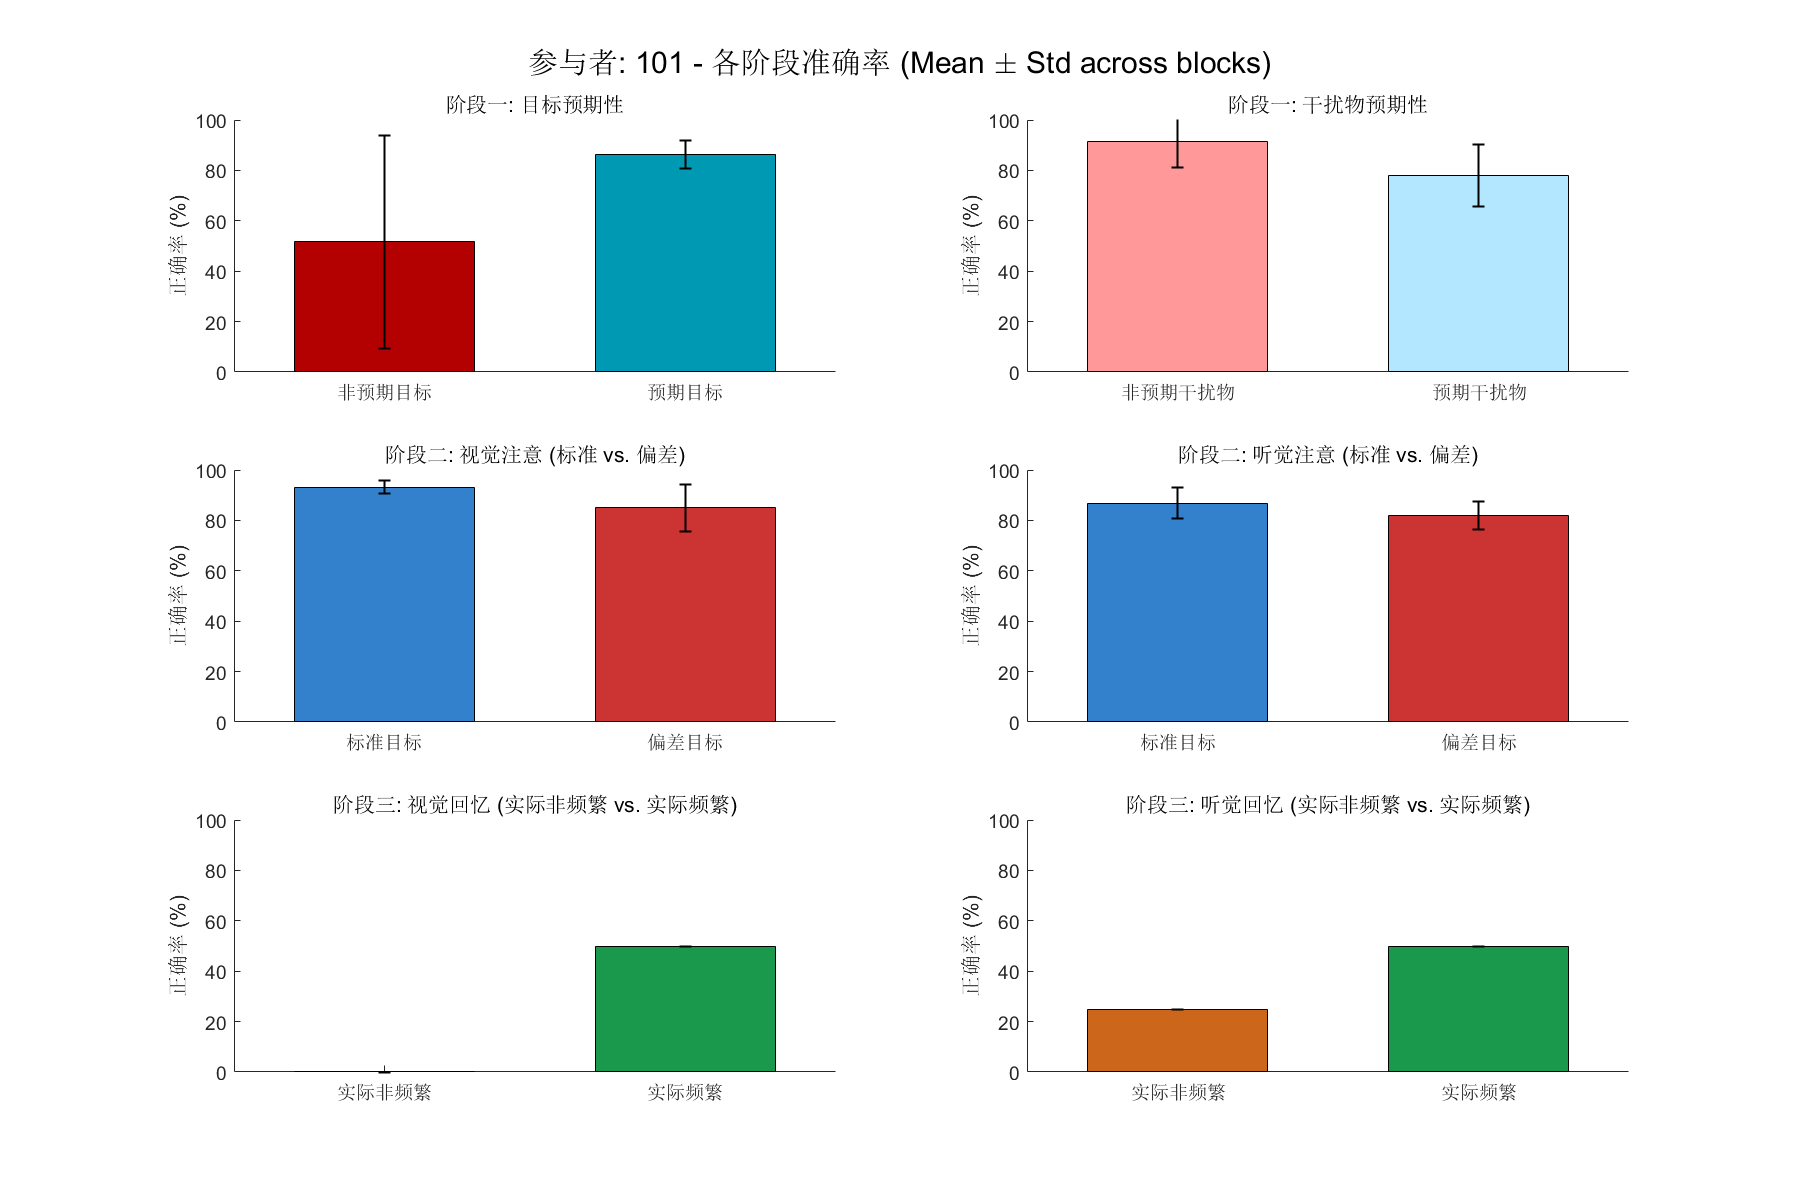 参与者: 101 - 各阶段准确率 (Mean ± Std across blocks)
阶段一: 目标预期性
正确率 (%)
100
80
60
40
20
0
非预期目标
预期目标
阶段一: 干扰物预期性
正确率 (%)
100
80
60
40
20
0
非预期干扰物
预期干扰物
阶段二: 视觉注意 (标准 vs. 偏差)
正确率 (%)
100
80
60
40
20
0
标准目标
偏差目标
阶段二: 听觉注意 (标准 vs. 偏差)
正确率 (%)
100
80
60
40
20
0
标准目标
偏差目标
阶段三: 视觉回忆 (实际非频繁 vs. 实际频繁)
正确率 (%)
100
80
60
40
20
0
实际非频繁
实际频繁
阶段三: 听觉回忆 (实际非频繁 vs. 实际频繁)
正确率 (%)
100
80
60
40
20
0
实际非频繁
实际频繁